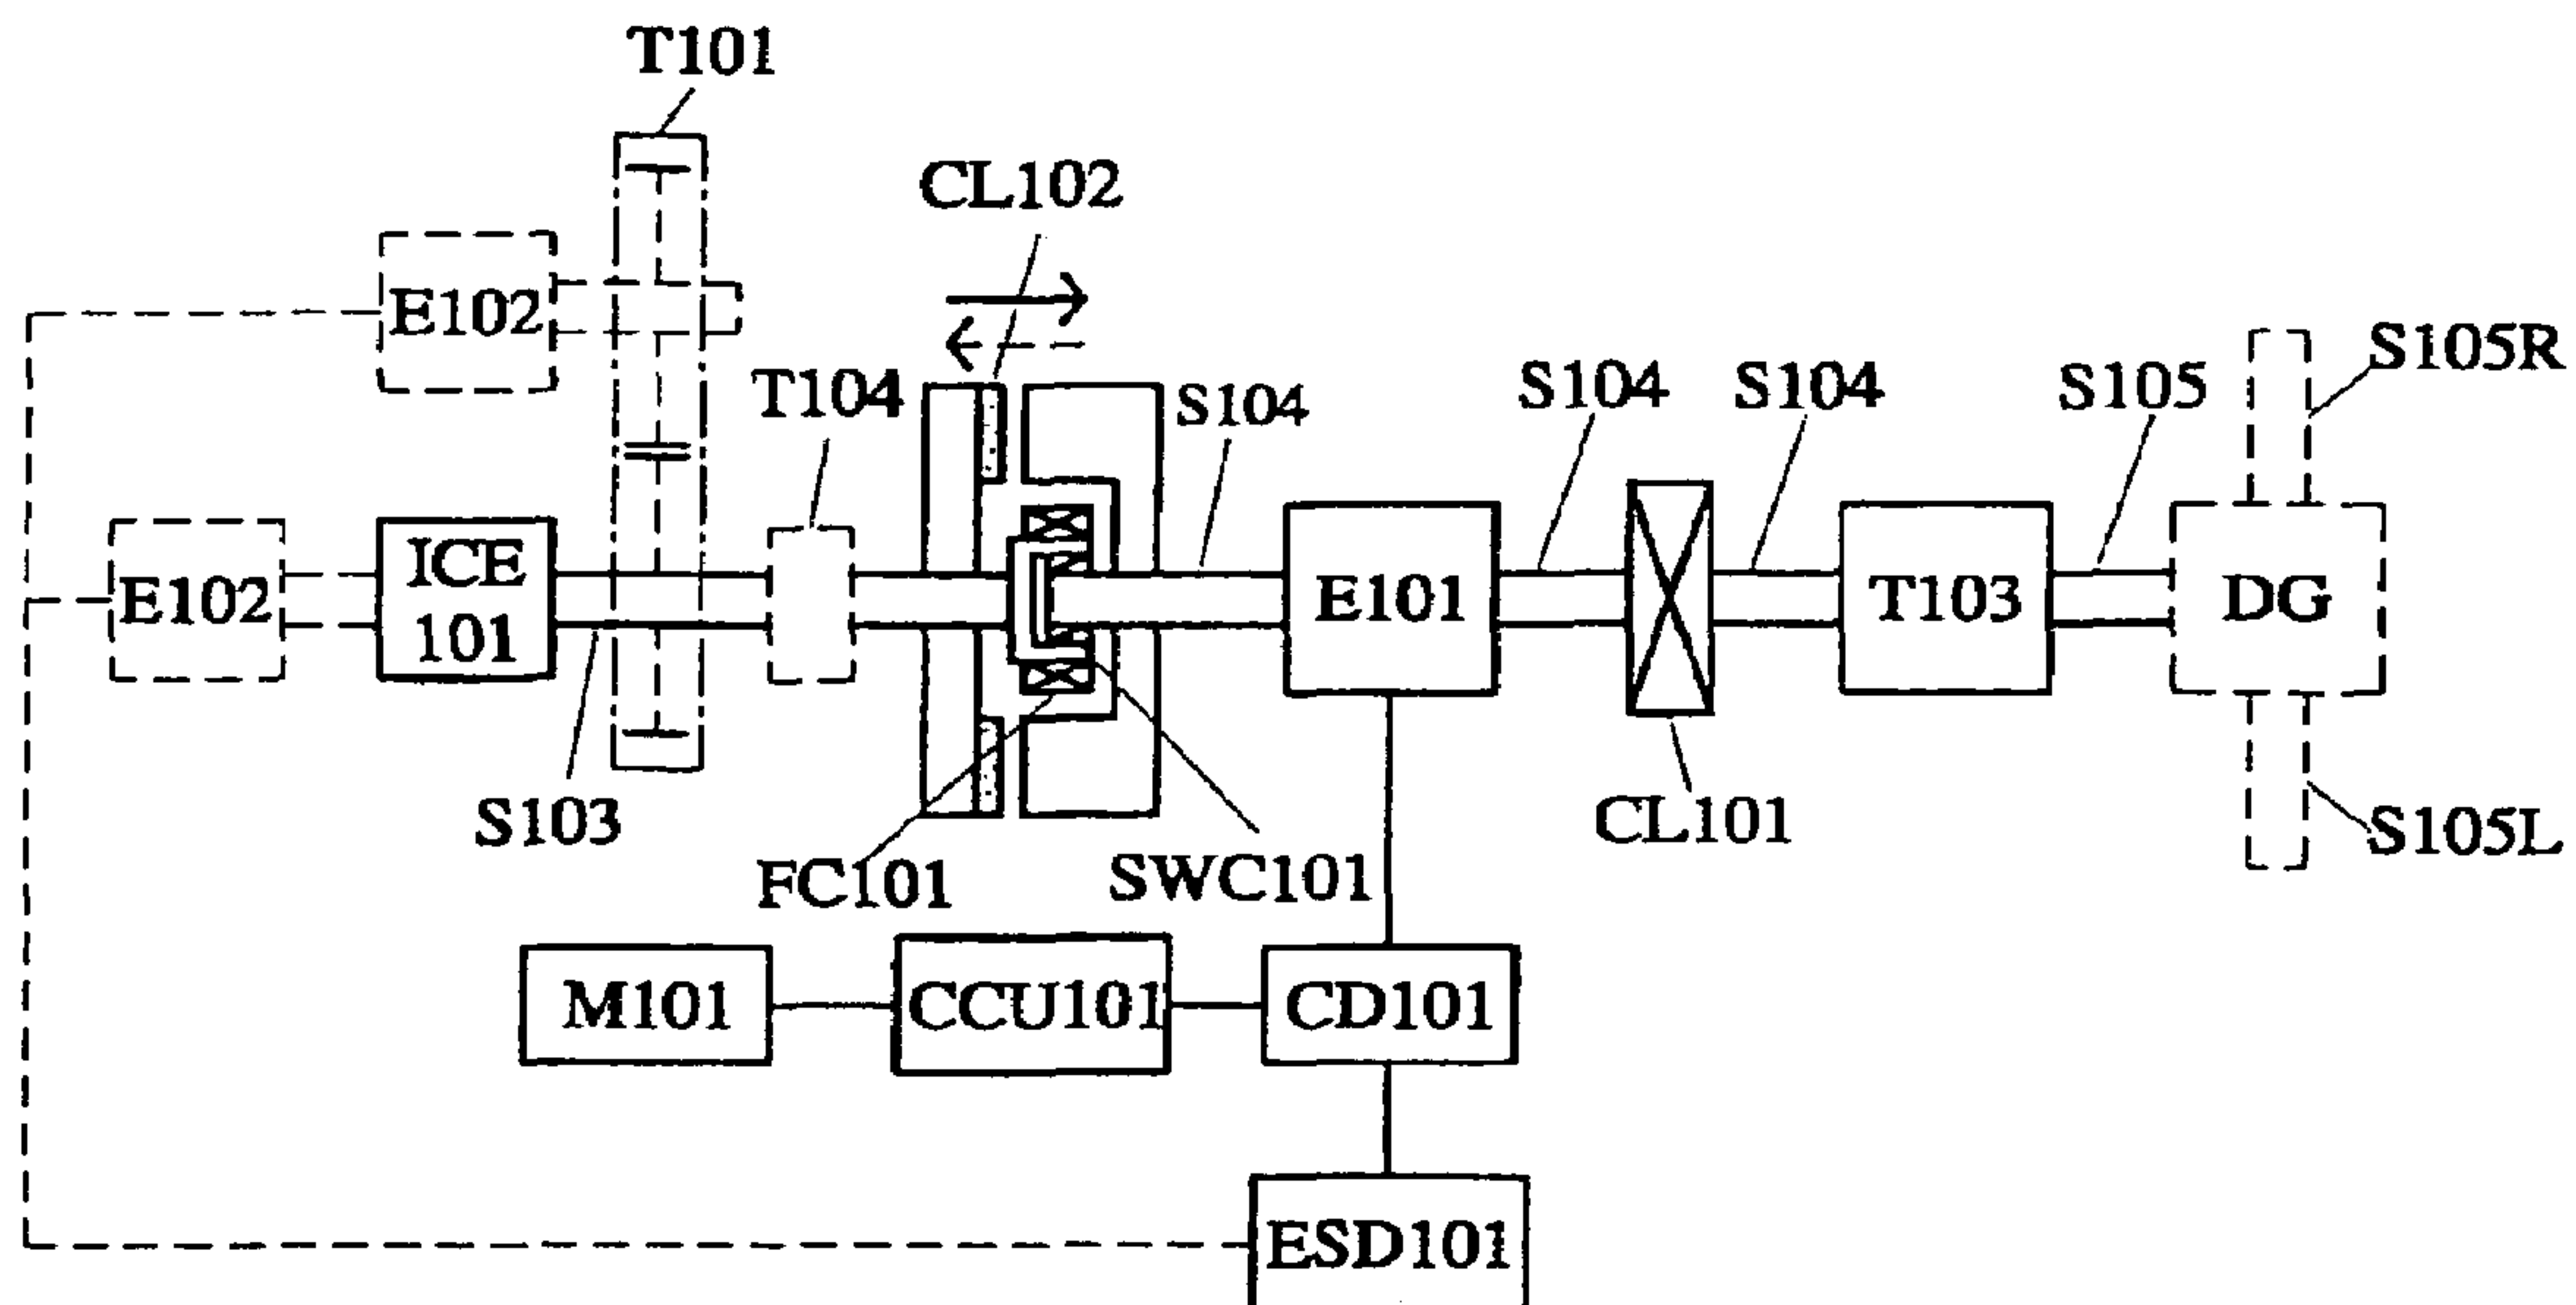 T101
CL102
E102
T104
S104
S104
S104
S105
S105R
E102
ICE
101
E101
T103
DG
S103
FC101
SWC101
CL101
S105L
M101
CCU101
CD101
ESD101